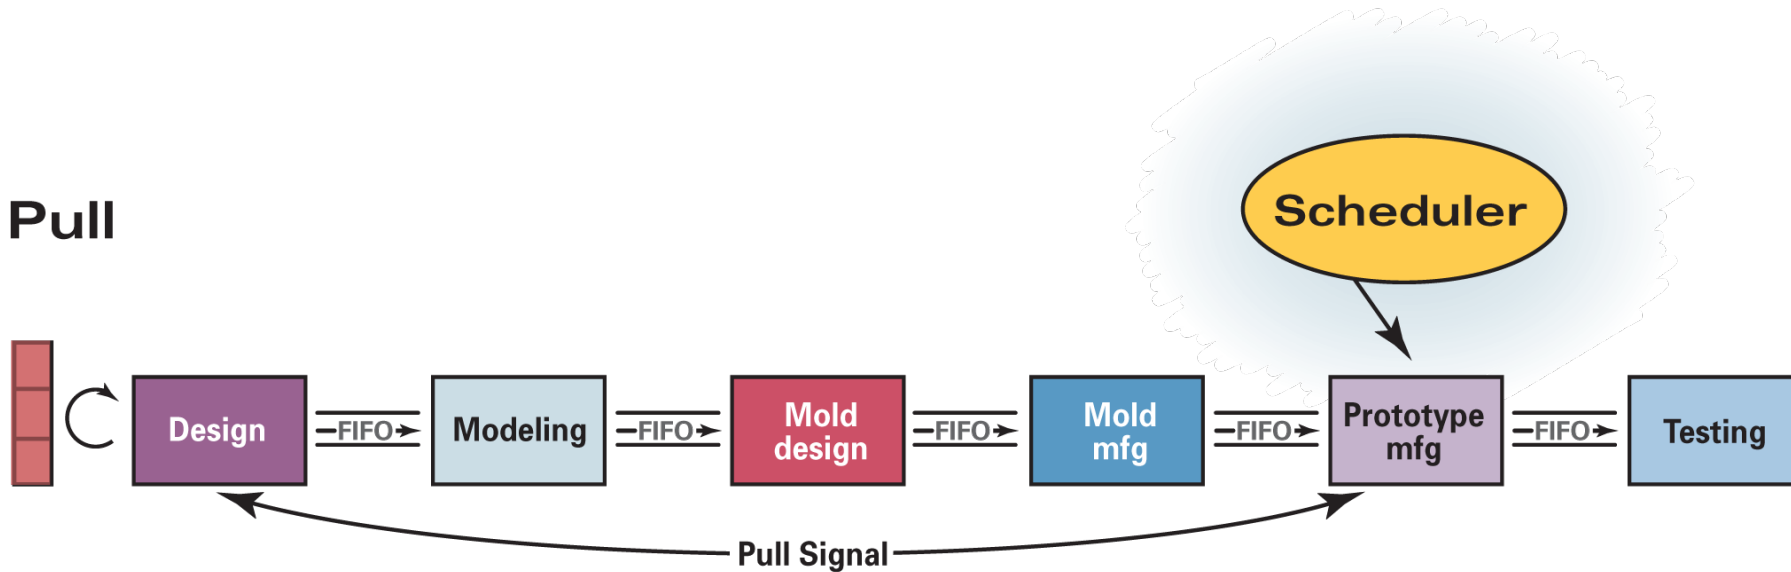 Pull
Scheduler
Design
FIFO
Modeling
FIFO
Mold
design
FIFO
Mold
mfg
FIFO
Prototype
mfg
FIFO
Testing
Pull Signal